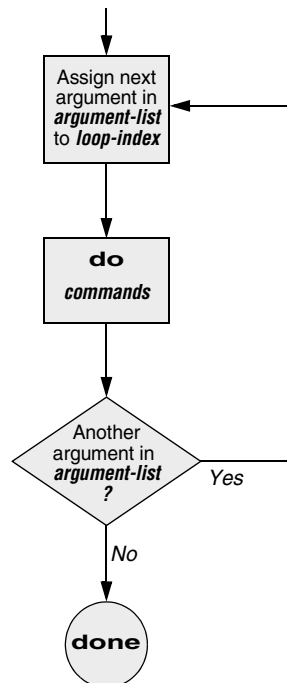 Assign next
argument in
argument-list
to loop-index
do
commands
Another
argument in
argument-list
?
Yes
No
done